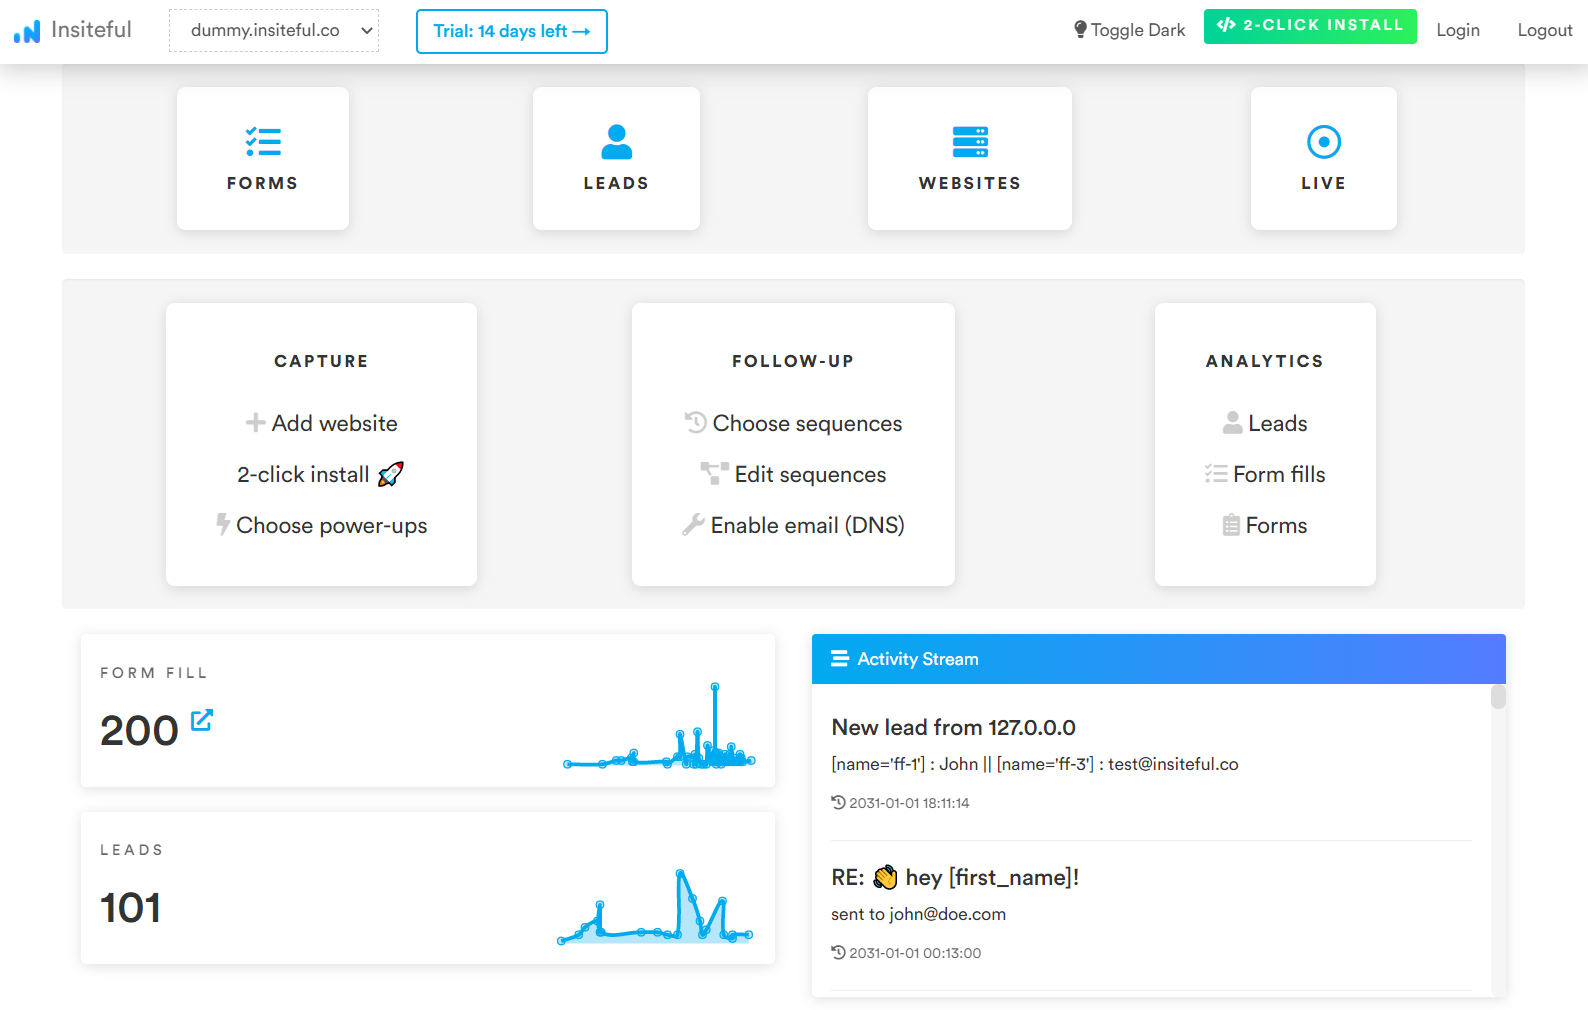 Insiteful
dummy.insiteful.co
Trial: 14 days left →
Toggle Dark
</> 2-CLICK INSTALL
Login
Logout
FORMS
LEADS
WEBSITES
LIVE
CAPTURE
Add website
2-click install 🚀
Choose power-ups
FOLLOW-UP
Choose sequences
Edit sequences
Enable email (DNS)
ANALYTICS
Leads
Form fills
Forms
FORM FILL
200
LEADS
101
Activity Stream
New lead from 127.0.0.0
[name='ff-1'] : John || [name='ff-3'] : test@insiteful.co
2031-01-01 18:11:14
RE: 👋 hey [first_name]!
sent to john@doe.com
2031-01-01 00:13:00